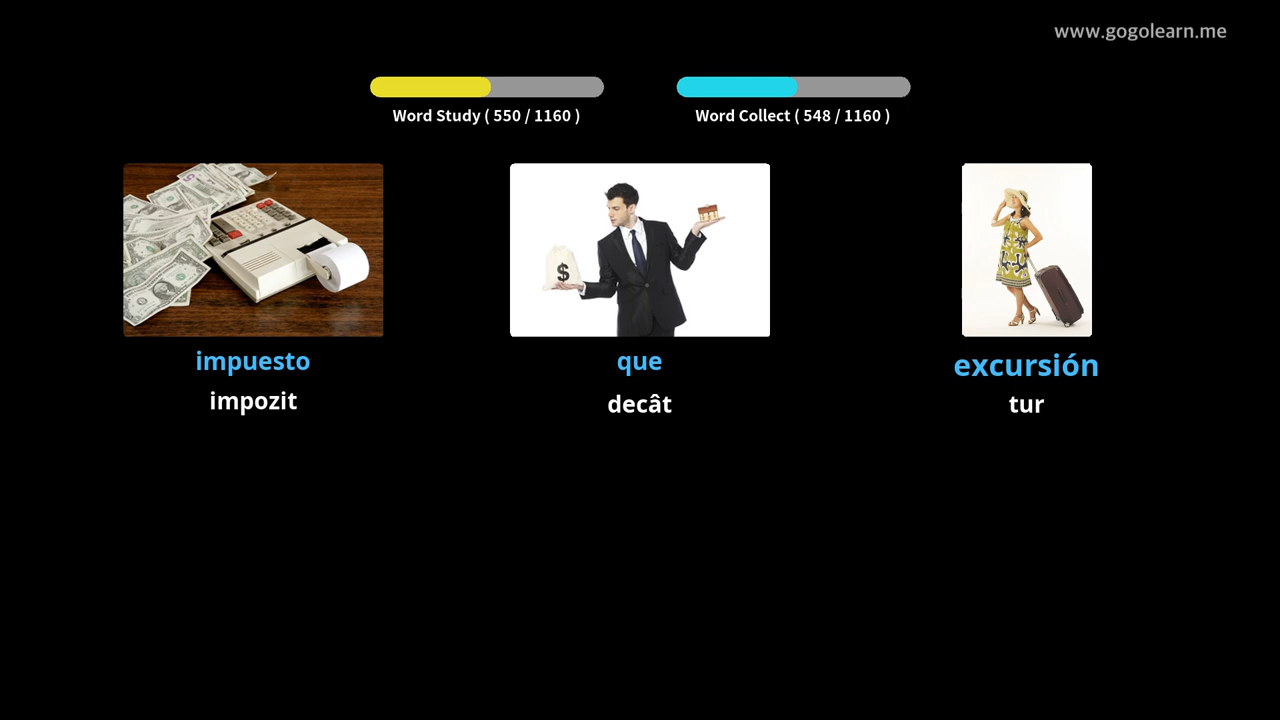 www.gogolearn.me
Word Study ( 550 / 1160 )
Word Collect ( 548 / 1160 )
$
impuesto
que
excursión
impozit
decât
tur